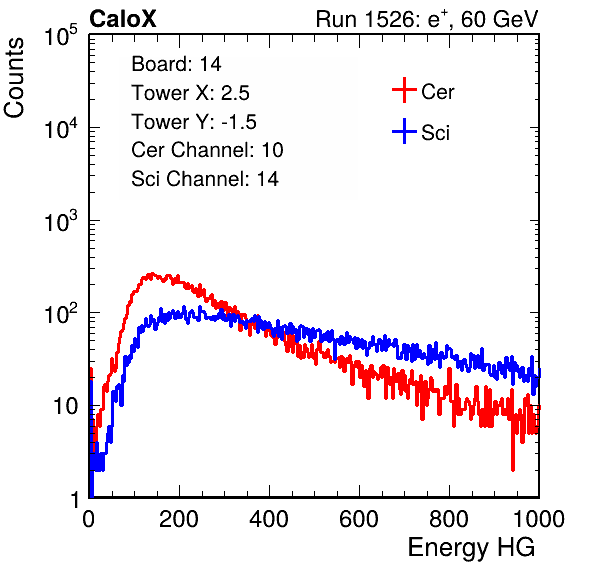 CaloX Run 1526: e⁺, 60 GeV
Counts
Board: 14
Tower X: 2.5
Tower Y: -1.5
Cer Channel: 10
Sci Channel: 14
Cer
Sci
10⁵
10⁴
10³
10²
10
1
0 200 400 600 800 1000
Energy HG